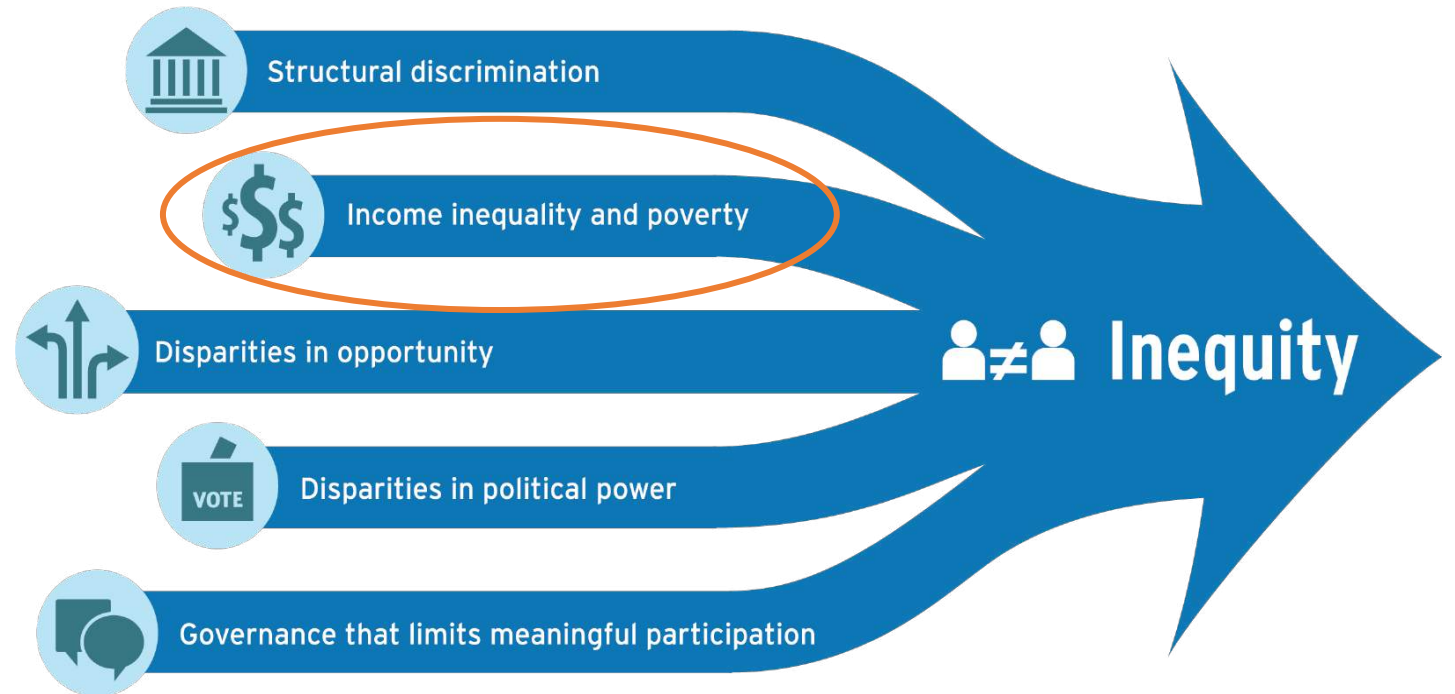 Structural discrimination
$$$
Income inequality and poverty
Disparities in opportunity
≠ Inequity
VOTE
Disparities in political power
Governance that limits meaningful participation